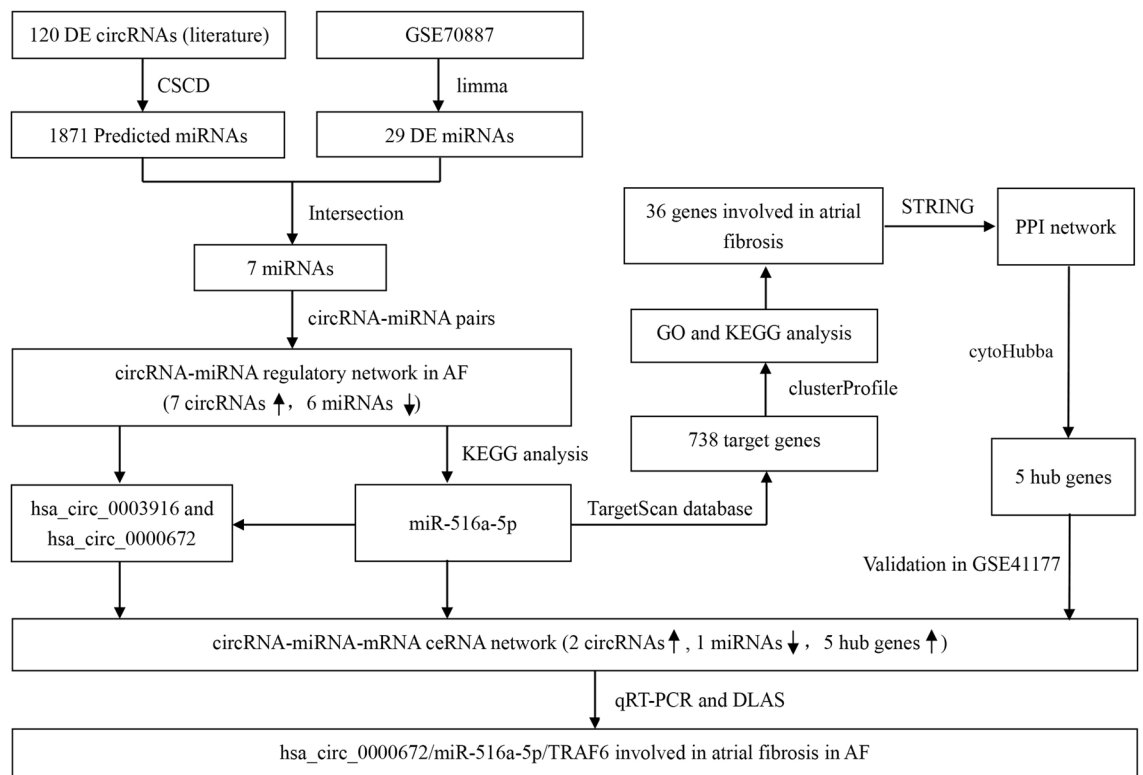 120 DE circRNAs (literature)
GSE70887
CSCD
limma
1871 Predicted miRNAs
29 DE miRNAs
Intersection
7 miRNAs
circRNA-miRNA pairs
circRNA-miRNA regulatory network in AF
(7 circRNAs ↑, 6 miRNAs ↓)
KEGG analysis
hsa_circ_0003916 and
hsa_circ_0000672
miR-516a-5p
TargetScan database
738 target genes
clusterProfile
GO and KEGG analysis
36 genes involved in atrial
fibrosis
STRING
PPI network
cytoHubba
5 hub genes
Validation in GSE41177
circRNA-miRNA-mRNA ceRNA network (2 circRNAs↑, 1 miRNAs↓, 5 hub genes↑)
qRT-PCR and DLAS
hsa_circ_0000672/miR-516a-5p/TRAF6 involved in atrial fibrosis in AF